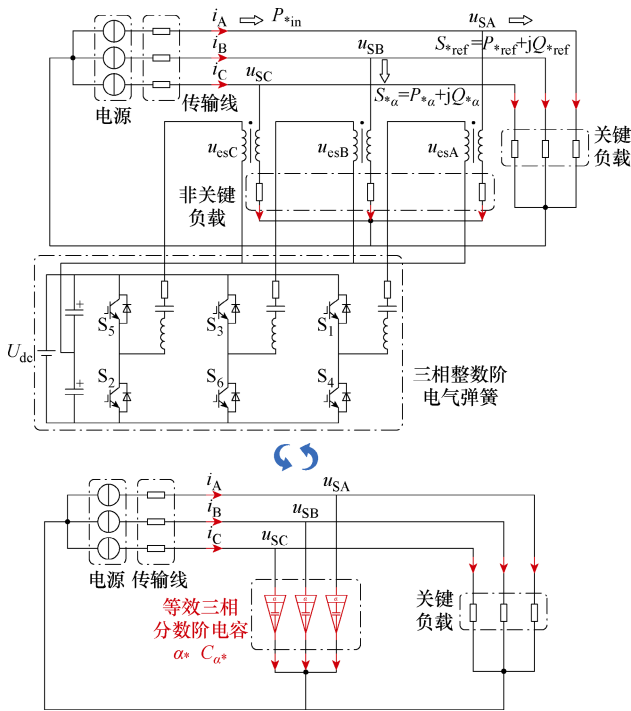 i_A
P_*in
u_SA
i_B
u_SB
S_*ref=P_*ref+jQ_*ref
i_C
u_SC
电源
传输线
S_*α=P_*α+jQ_*α
u_esC
u_esB
u_esA
关键
负载
非关键
负载
U_dc
+
+
S_5
S_3
S_1
S_2
S_6
S_4
三相整数阶
电气弹簧
i_A
u_SA
i_B
u_SB
i_C
u_SC
电源
传输线
等效三相
分数阶电容
α_* C_α*
α
α
α
关键
负载